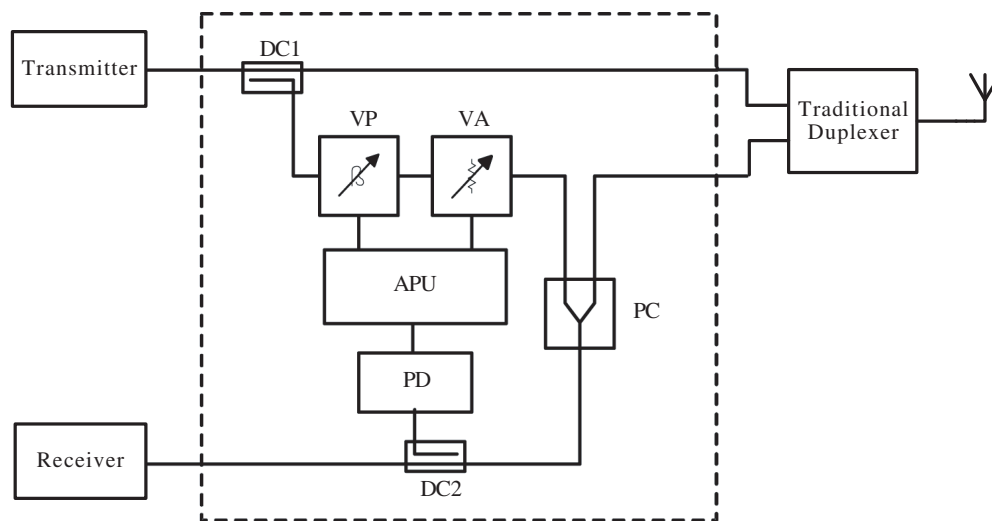 DC1
Transmitter
VP
VA
Traditional
Duplexer
APU
PC
PD
Receiver
DC2